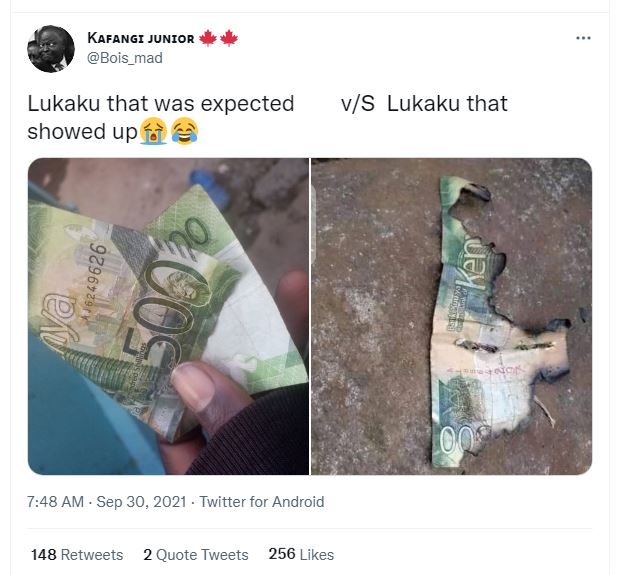 KAFANGI JUNIOR 🍁🍁
@Bois_mad
Lukaku that was expected v/S Lukaku that
showed up😭😂
AJ6249626
500
Ken
7:48 AM · Sep 30, 2021 · Twitter for Android
148 Retweets 2 Quote Tweets 256 Likes